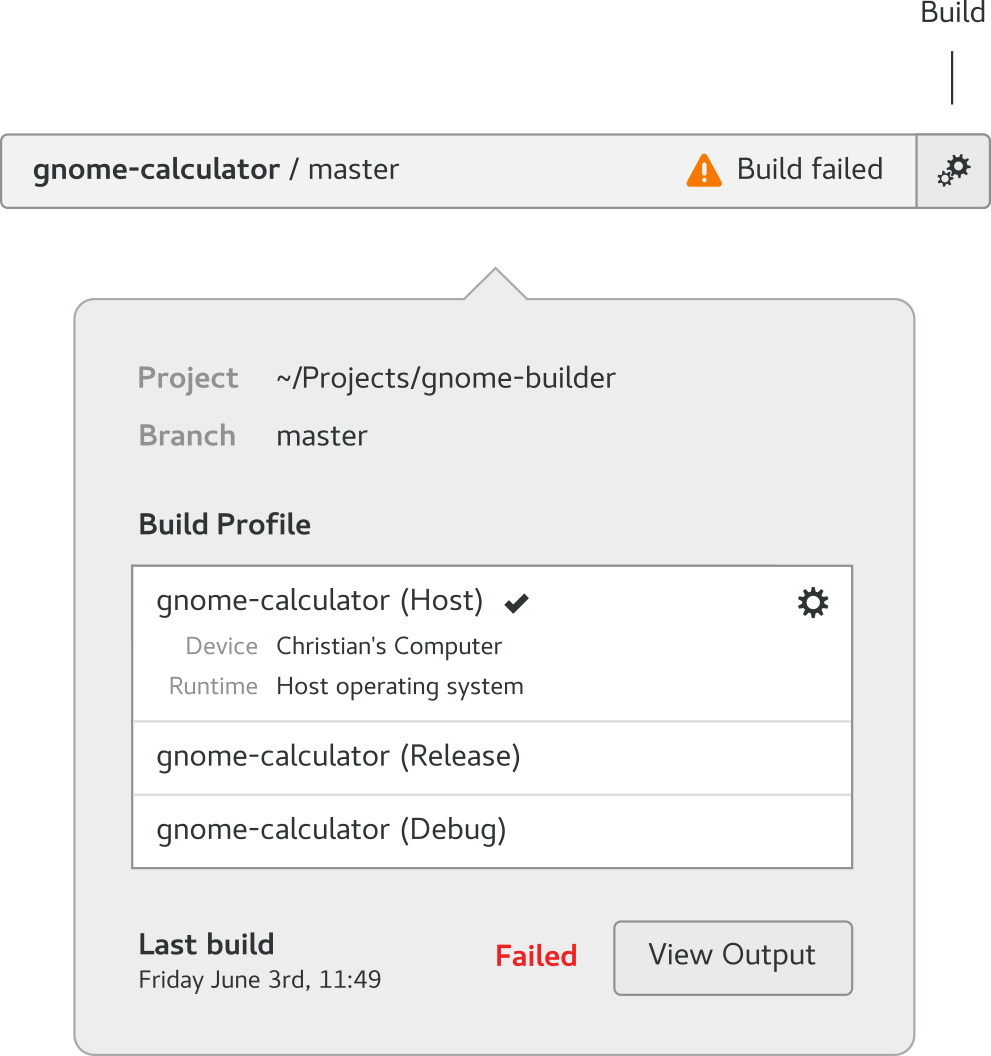 Build
gnome-calculator / master Build failed
Project ~/Projects/gnome-builder
Branch master
Build Profile
gnome-calculator (Host)
Device Christian's Computer
Runtime Host operating system
gnome-calculator (Release)
gnome-calculator (Debug)
Last build
Friday June 3rd, 11:49
Failed
View Output